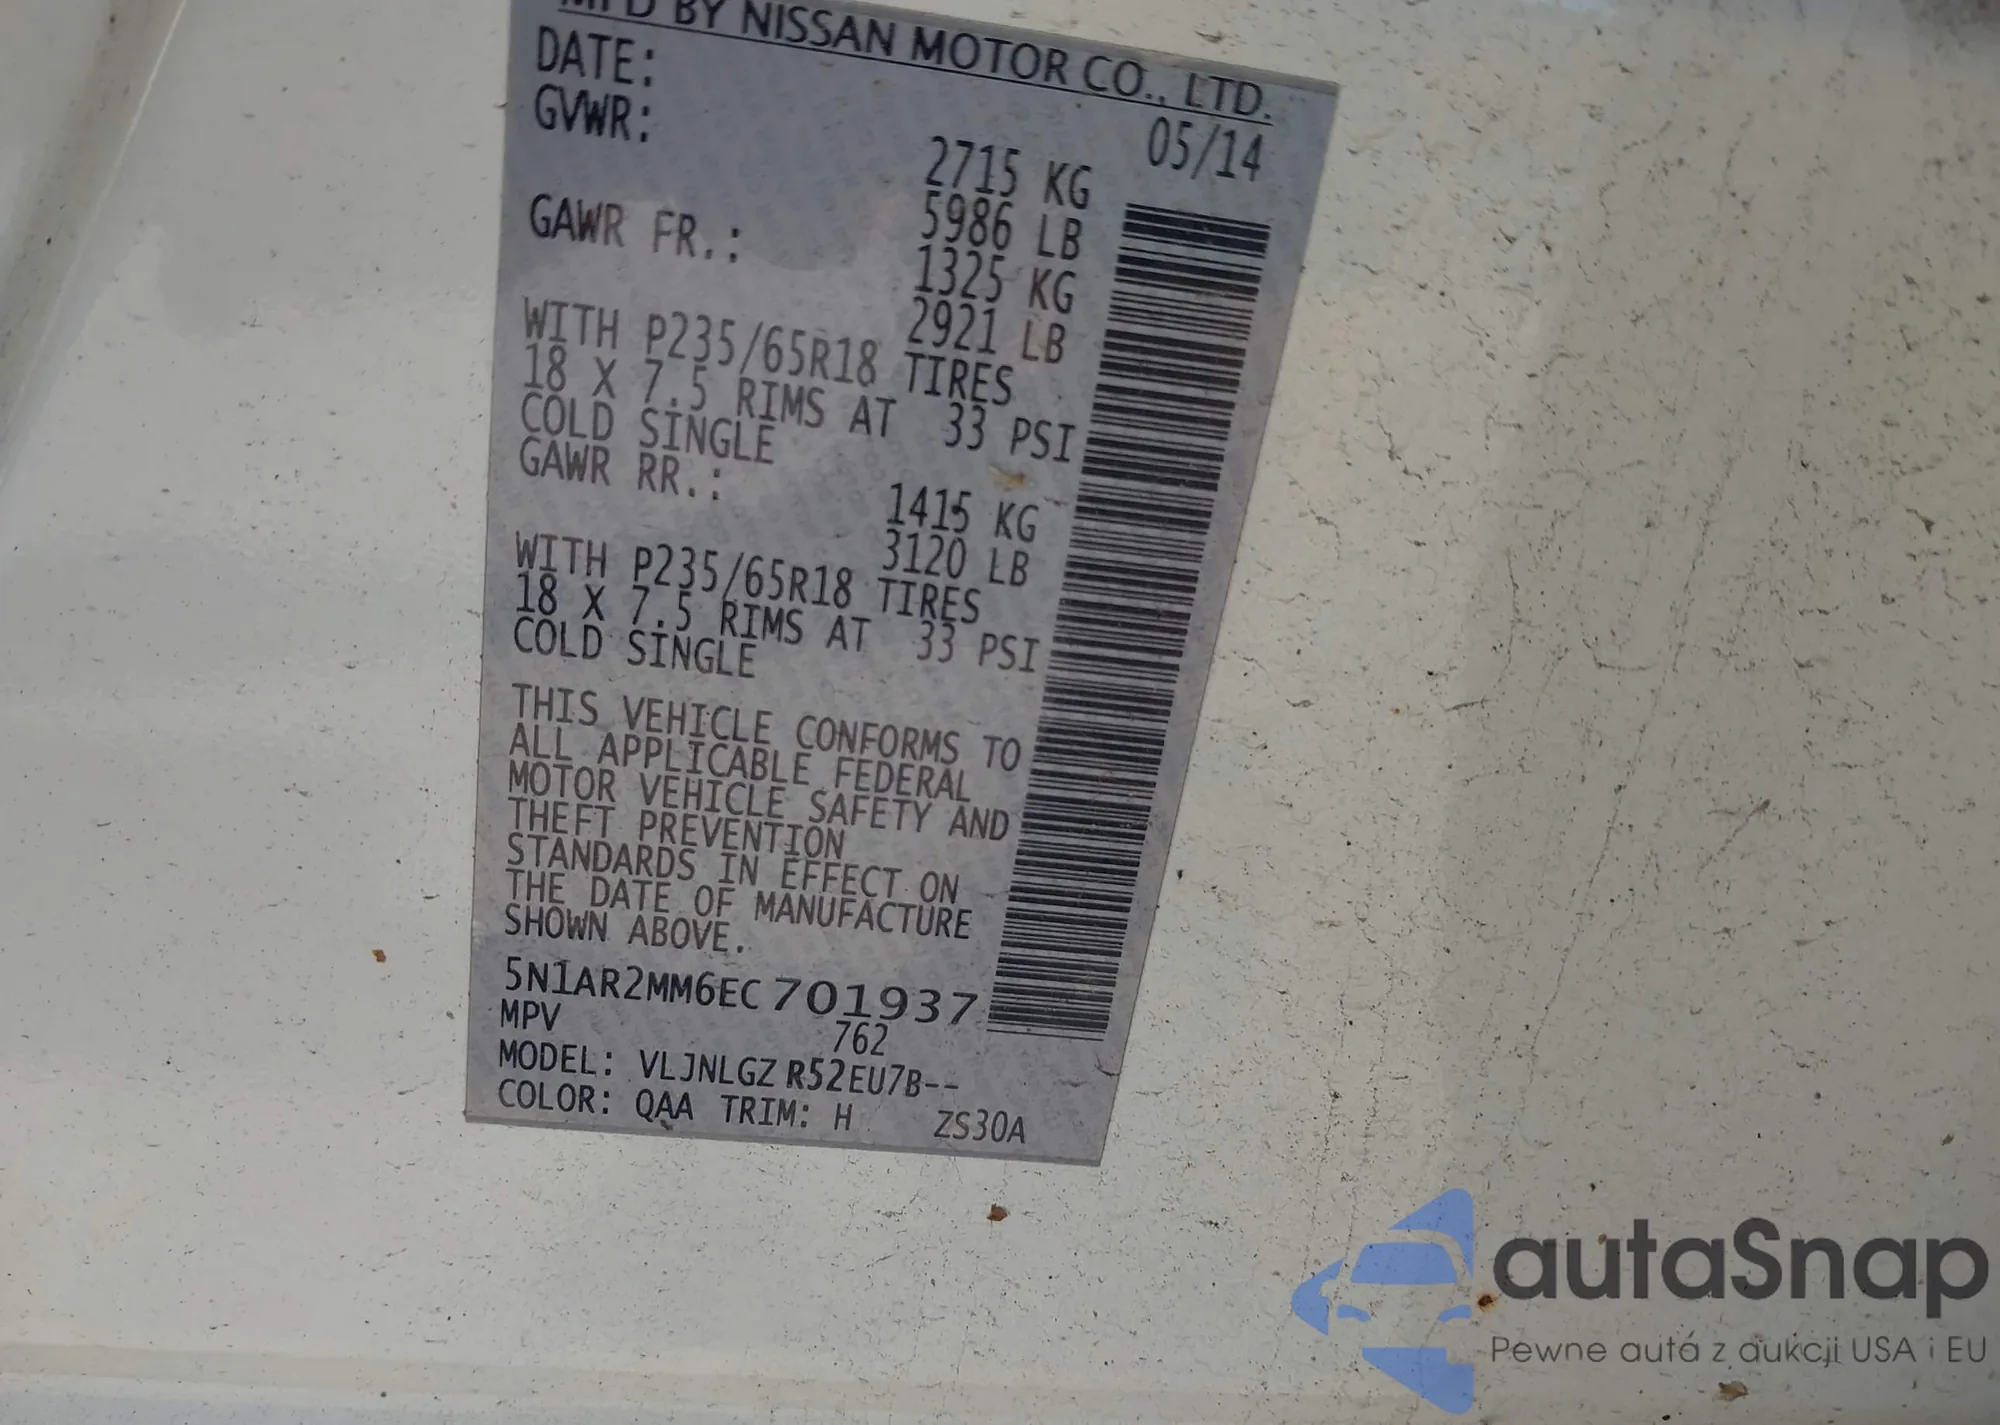 MFD BY NISSAN MOTOR CO., LTD.
DATE: 05/14
GVWR: 2715 KG
5986 LB
GAWR FR.: 1325 KG
2921 LB
WITH P235/65R18 TIRES
18 X 7.5 RIMS AT 33 PSI
COLD SINGLE
GAWR RR.: 1415 KG
3120 LB
WITH P235/65R18 TIRES
18 X 7.5 RIMS AT 33 PSI
COLD SINGLE
THIS VEHICLE CONFORMS TO
ALL APPLICABLE FEDERAL
MOTOR VEHICLE SAFETY AND
THEFT PREVENTION
STANDARDS IN EFFECT ON
THE DATE OF MANUFACTURE
SHOWN ABOVE.
5N1AR2MM6EC701937
MPV 762
MODEL: VLJNLGZ R52EU7B--
COLOR: QAA TRIM: H ZS30A
autaSnap
Pewne auta z aukcji USA i EU